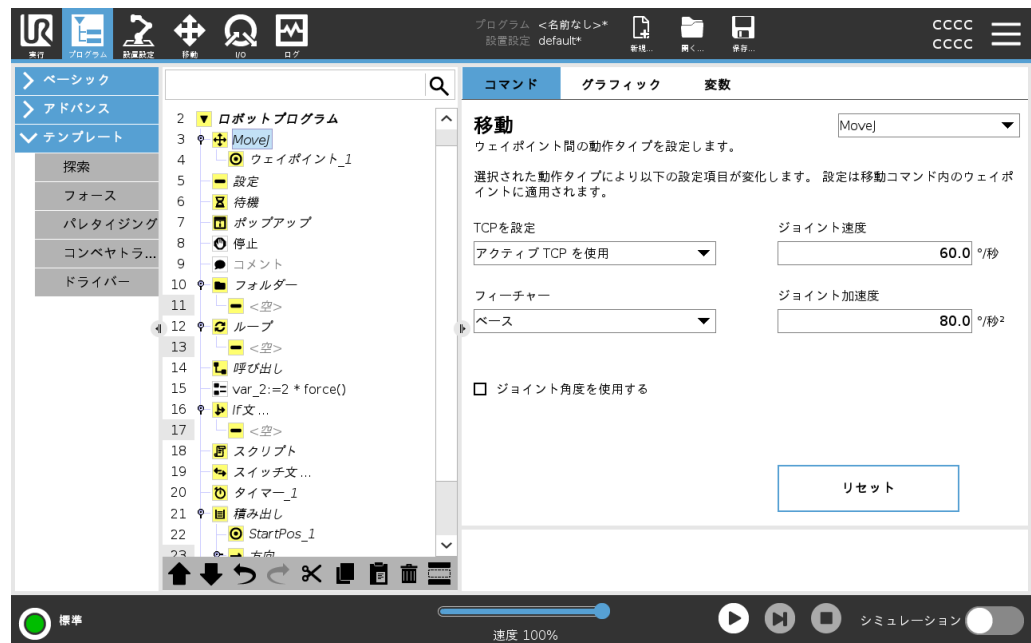 UR
実行
プログラム
設置設定
移動
I/O
ログ
プログラム <名前なし>*
設置設定 default*
新規...
開く...
保存...
CCCC
CCCC
ベーシック
アドバンス
テンプレート
探索
フォース
パレタイジング
コンベヤトラ...
ドライバー
2 ロボットプログラム
3 MoveJ
4 ウェイポイント_1
5 設定
6 待機
7 ポップアップ
8 停止
9 コメント
10 フォルダー
11 <空>
12 ループ
13 <空>
14 呼び出し
15 var_2:=2 * force()
16 If文 ...
17 <空>
18 スクリプト
19 スイッチ文 ...
20 タイマー_1
21 積み出し
22 StartPos_1
23 方向
コマンド グラフィック 変数
移動
MoveJ
ウェイポイント間の動作タイプを設定します。
選択された動作タイプにより以下の設定項目が変化します。 設定は移動コマンド内のウェイポ
イントに適用されます。
TCPを設定
ジョイント速度
アクティブ TCP を使用
60.0 °/秒
フィーチャー
ジョイント加速度
ベース
80.0 °/秒²
ジョイント角度を使用する
リセット
標準
速度 100%
シミュレーション